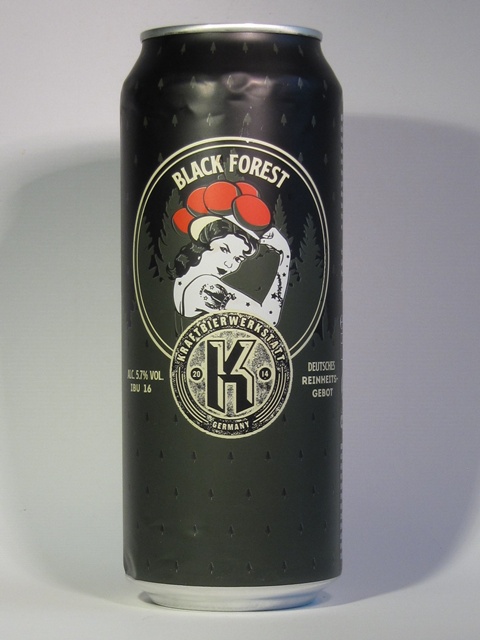 BLACK FOREST
KRAFTBIERWERKSTATT
ALC. 5.7% VOL.
IBU 16
20 K 14
GERMANY
DEUTSCHES
REINHEITS-
GEBOT